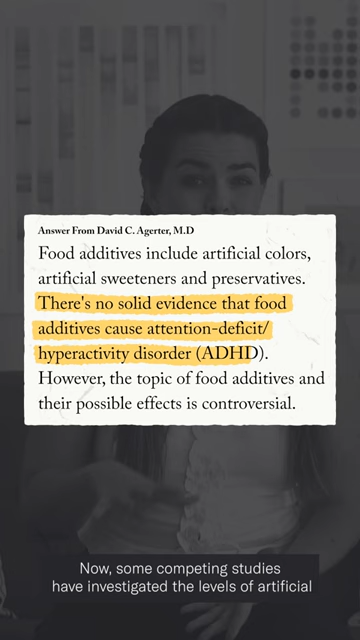 Answer From David C. Agerter, M.D
Food additives include artificial colors,
artificial sweeteners and preservatives.
There's no solid evidence that food
additives cause attention-deficit/
hyperactivity disorder (ADHD).
However, the topic of food additives and
their possible effects is controversial.
Now, some competing studies
have investigated the levels of artificial